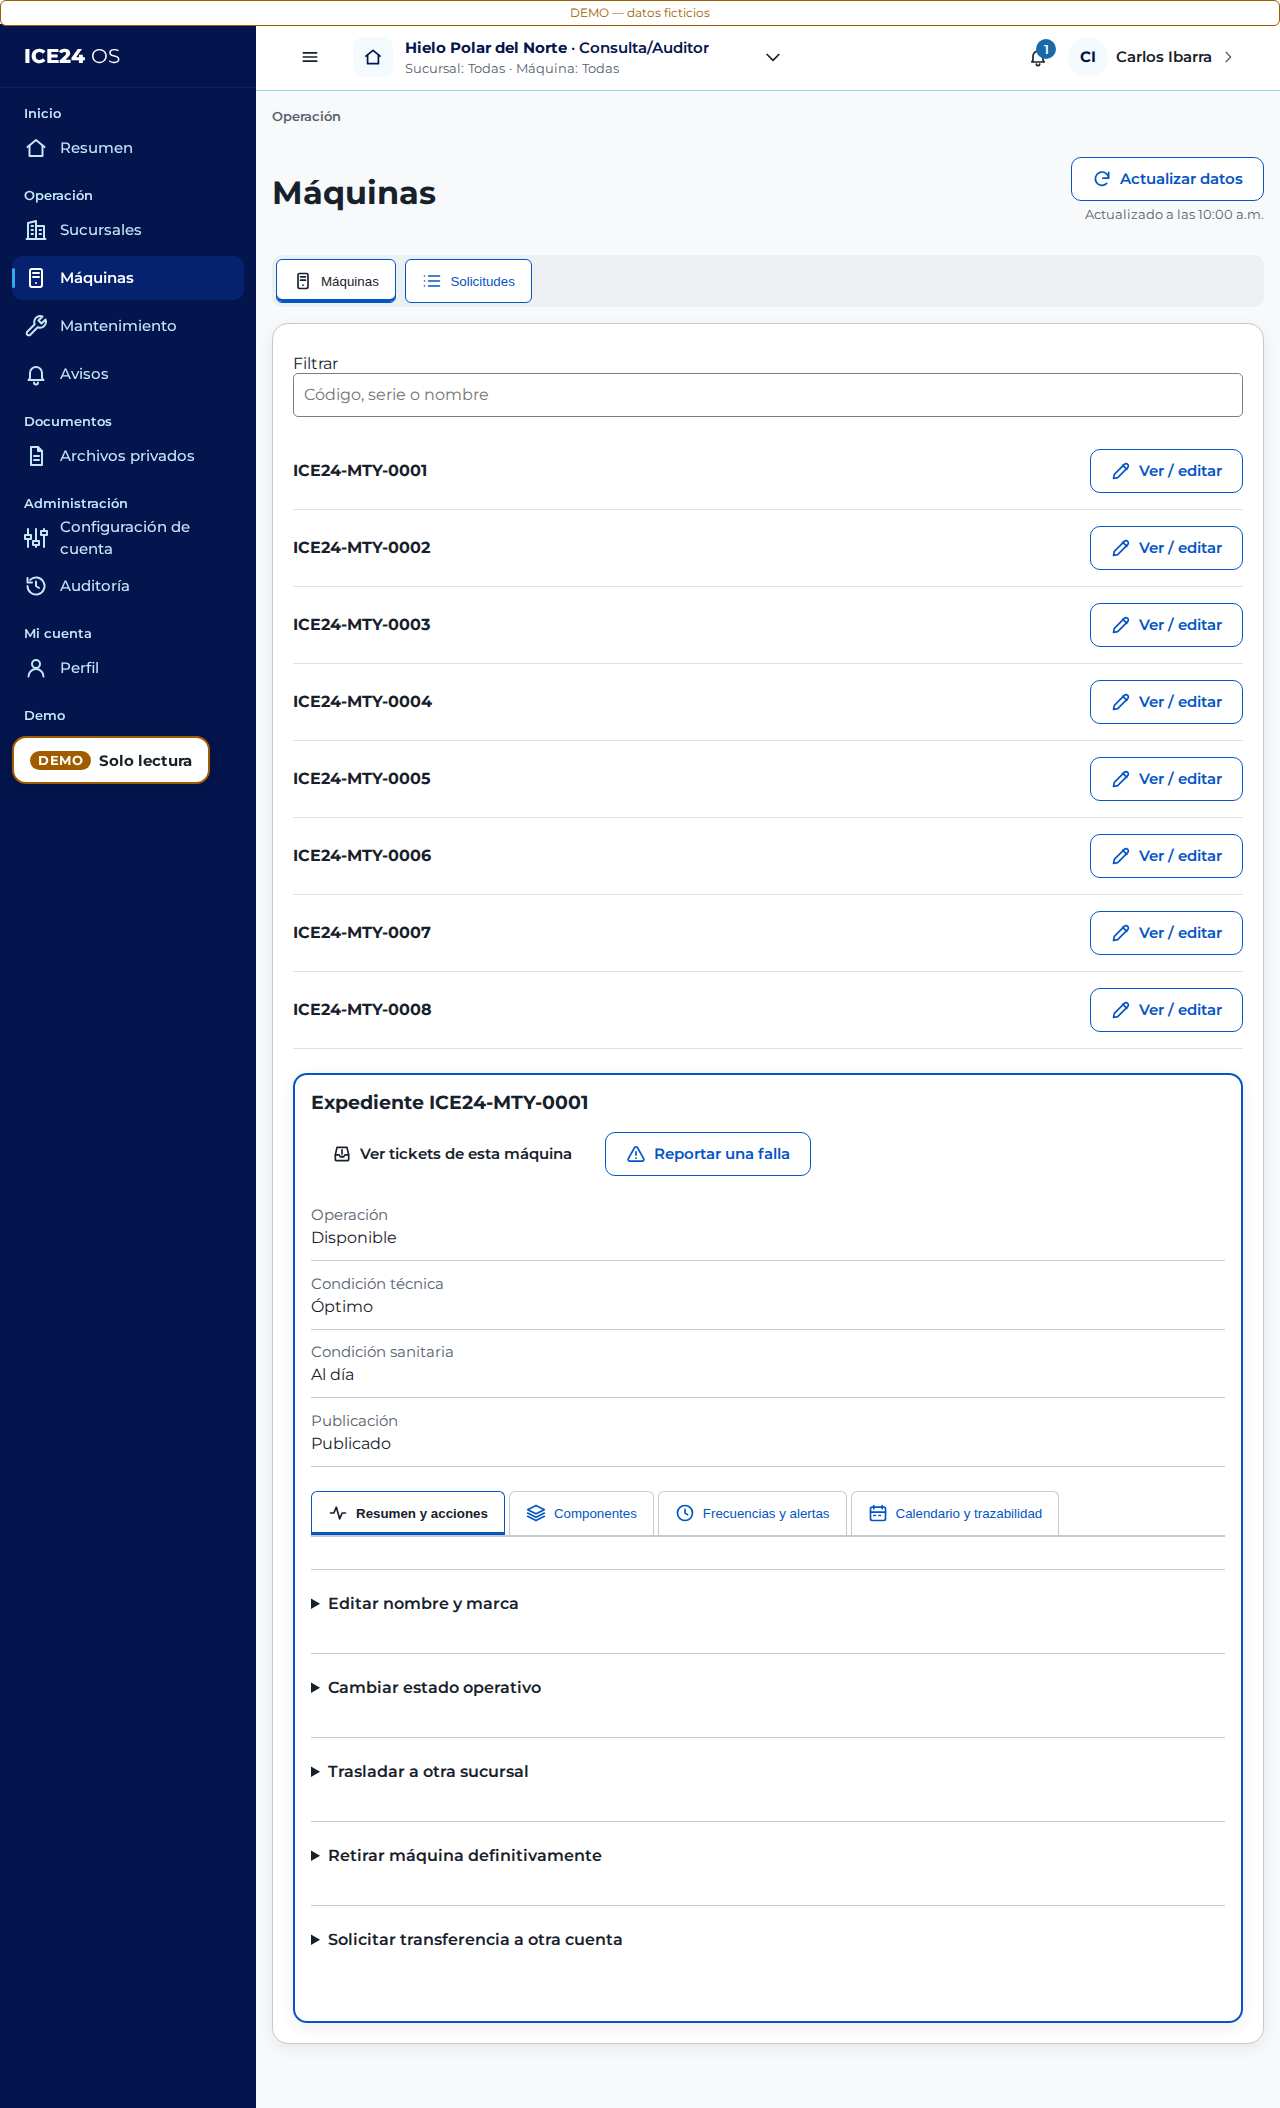 DEMO — datos ficticios
ICE24 OS
Inicio
Resumen
Operación
Sucursales
Máquinas
Mantenimiento
Avisos
Documentos
Archivos privados
Administración
Configuración de
cuenta
Auditoría
Mi cuenta
Perfil
Demo
DEMO Solo lectura
Hielo Polar del Norte · Consulta/Auditor
Sucursal: Todas · Máquina: Todas
1
CI Carlos Ibarra
Operación
Máquinas
Actualizar datos
Actualizado a las 10:00 a.m.
Máquinas
Solicitudes
Filtrar
Código, serie o nombre
ICE24-MTY-0001 Ver / editar
ICE24-MTY-0002 Ver / editar
ICE24-MTY-0003 Ver / editar
ICE24-MTY-0004 Ver / editar
ICE24-MTY-0005 Ver / editar
ICE24-MTY-0006 Ver / editar
ICE24-MTY-0007 Ver / editar
ICE24-MTY-0008 Ver / editar
Expediente ICE24-MTY-0001
Ver tickets de esta máquina
Reportar una falla
Operación
Disponible
Condición técnica
Óptimo
Condición sanitaria
Al día
Publicación
Publicado
Resumen y acciones
Componentes
Frecuencias y alertas
Calendario y trazabilidad
Editar nombre y marca
Cambiar estado operativo
Trasladar a otra sucursal
Retirar máquina definitivamente
Solicitar transferencia a otra cuenta